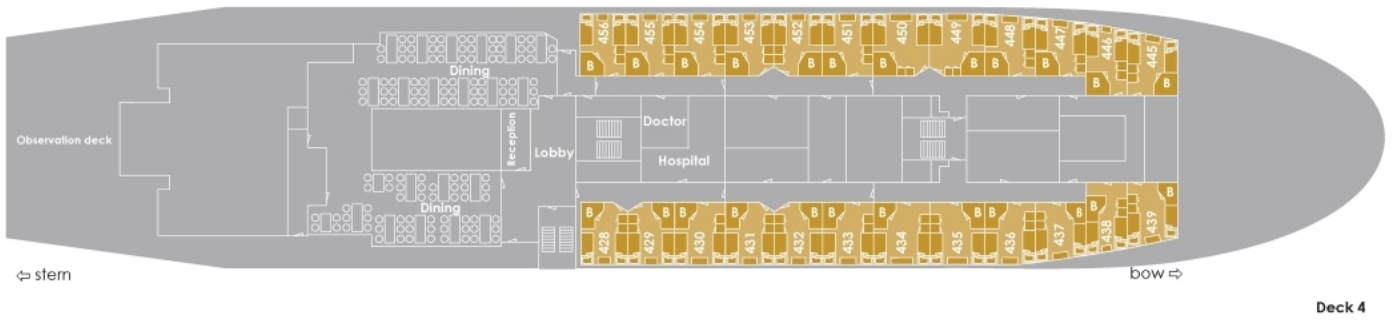 456 455 454 453 452 451 450 449 448 447 446 445
B B B B B B B B B B B B
Dining
Observation deck
Reception
Lobby
Doctor
Hospital
Dining
B B B B B B B B B B B B
428 429 430 431 432 433 434 435 436 437 438 439
⇦ stern
bow ⇨
Deck 4